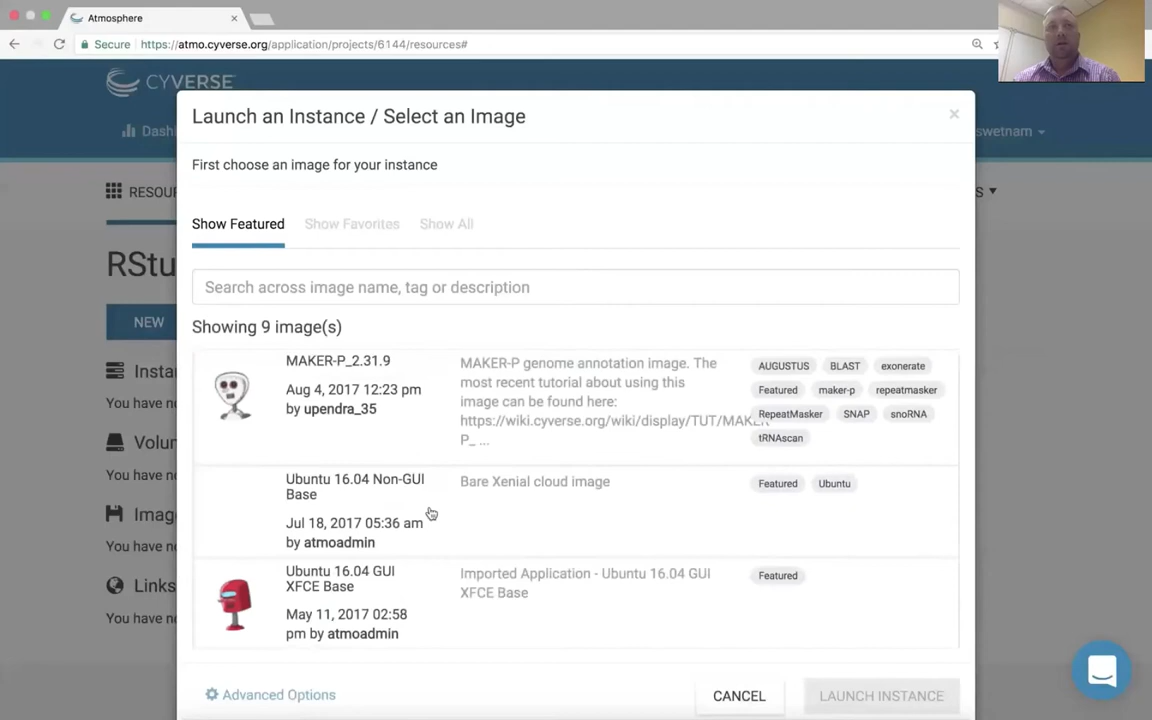 Atmosphere
Secure https://atmo.cyverse.org/application/projects/6144/resources#
CYVERSE
Launch an Instance / Select an Image
Dash
swetnam
First choose an image for your instance
RESOU
S
Show Featured Show Favorites Show All
RStu
Search across image name, tag or description
NEW
Showing 9 image(s)
MAKER-P_2.31.9
Aug 4, 2017 12:23 pm
by upendra_35
MAKER-P genome annotation image. The
most recent tutorial about using this
image can be found here:
https://wiki.cyverse.org/wiki/display/TUT/MAKER-
P_ ...
AUGUSTUS BLAST exonerate
Featured maker-p repeatmasker
RepeatMasker SNAP snoRNA
tRNAscan
Insta
You have n
Volu
You have n
Imag
You have n
Links
You have n
Ubuntu 16.04 Non-GUI
Base
Jul 18, 2017 05:36 am
by atmoadmin
Bare Xenial cloud image
Featured Ubuntu
Ubuntu 16.04 GUI
XFCE Base
May 11, 2017 02:58
pm by atmoadmin
Imported Application - Ubuntu 16.04 GUI
XFCE Base
Featured
Advanced Options
CANCEL
LAUNCH INSTANCE